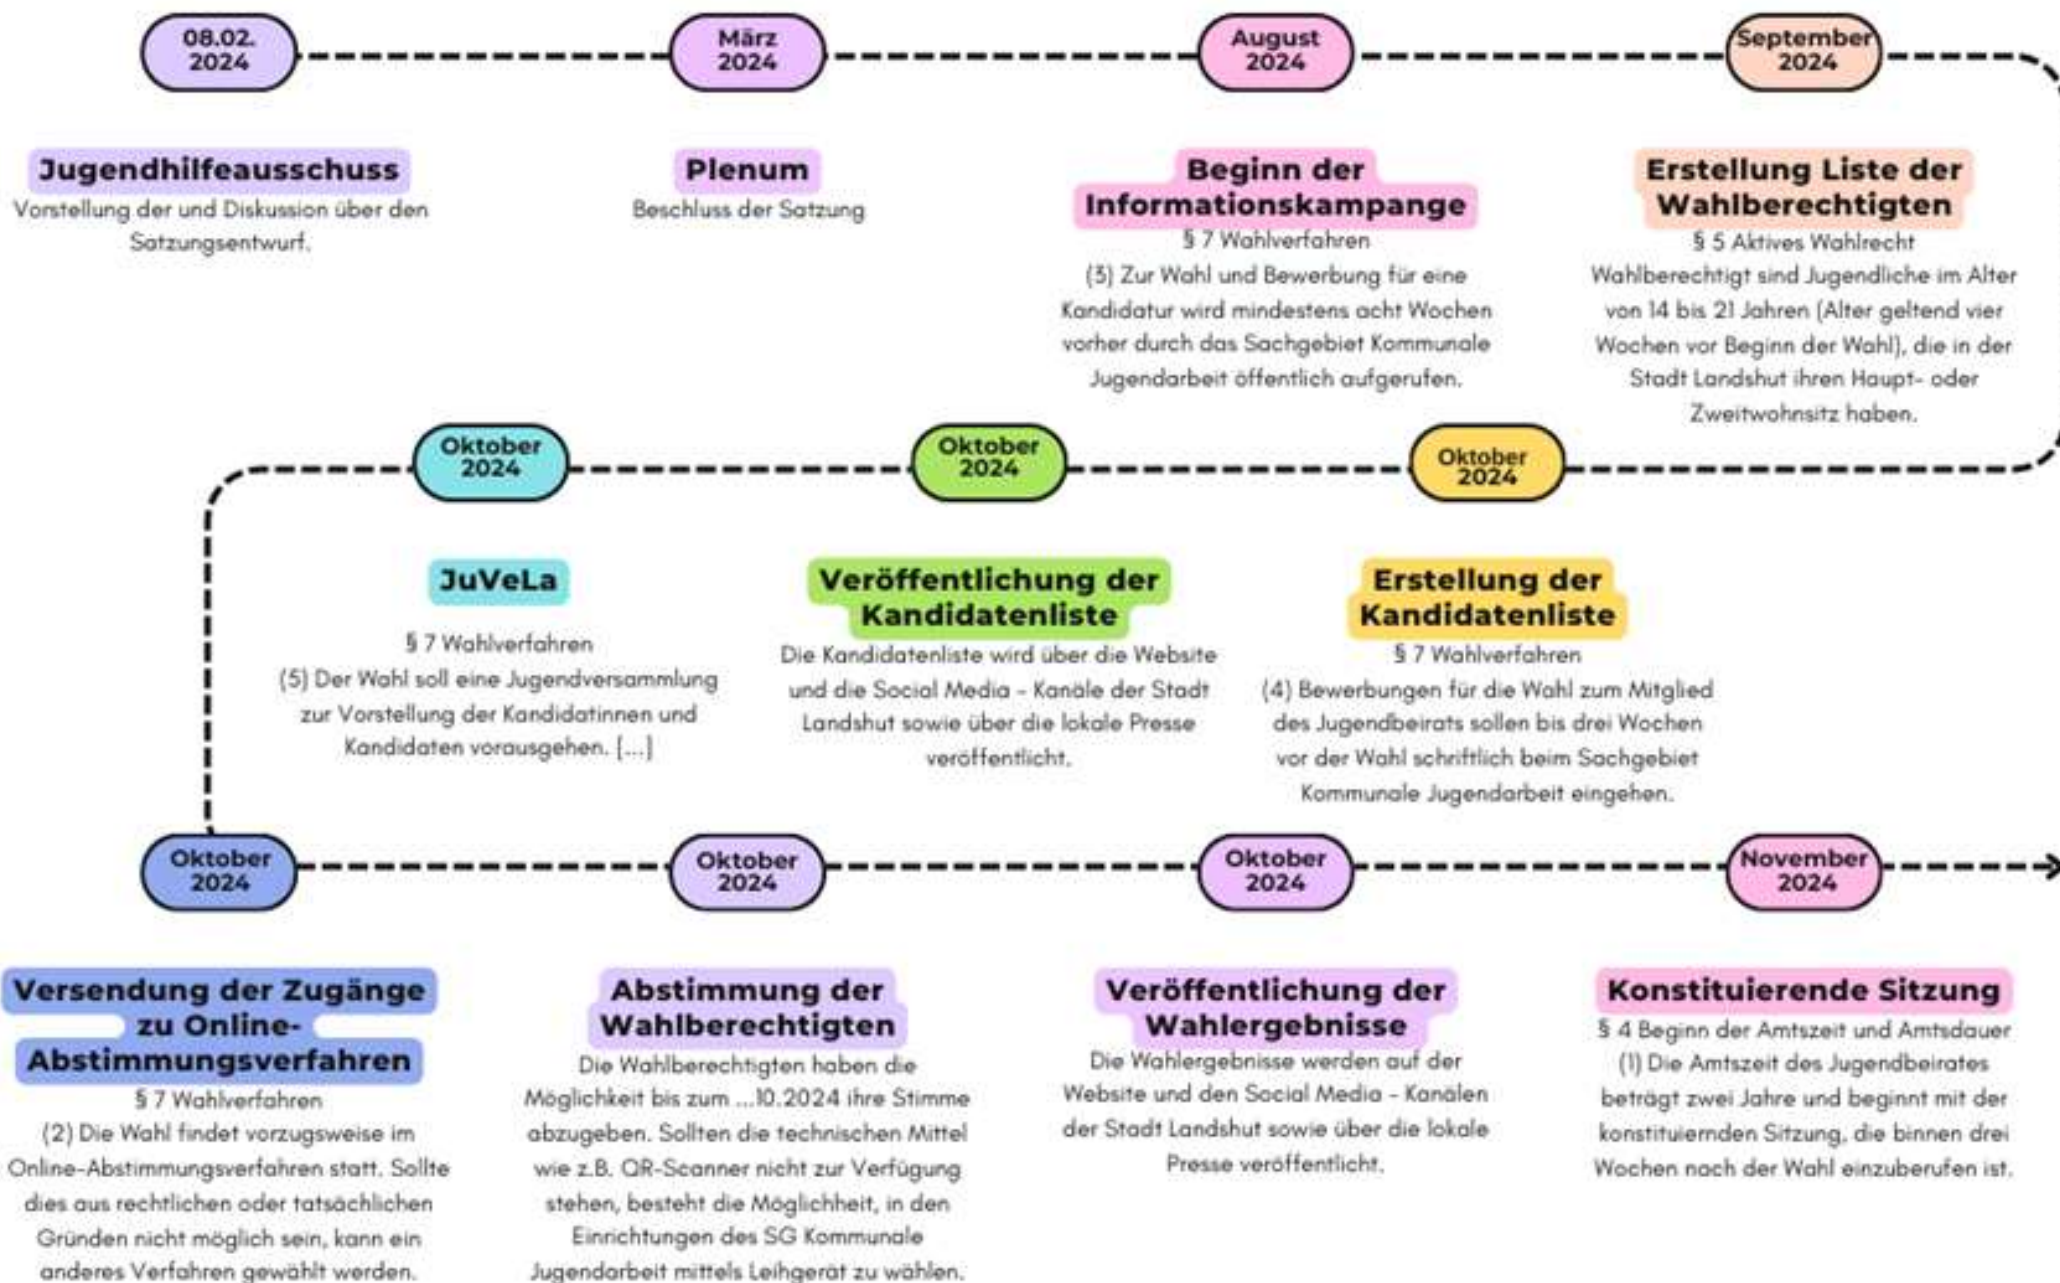 08.02.
2024
Jugendhilfeausschuss
Vorstellung der und Diskussion über den
Satzungsentwurf.
März
2024
Plenum
Beschluss der Satzung
August
2024
Beginn der
Informationskampange
§ 7 Wahlverfahren
(3) Zur Wahl und Bewerbung für eine
Kandidatur wird mindestens acht Wochen
vorher durch das Sachgebiet Kommunale
Jugendarbeit öffentlich aufgerufen.
September
2024
Erstellung Liste der
Wahlberechtigten
§ 5 Aktives Wahlrecht
Wahlberechtigt sind Jugendliche im Alter
von 14 bis 21 Jahren (Alter geltend vier
Wochen vor Beginn der Wahl), die in der
Stadt Landshut ihren Haupt- oder
Zweitwohnsitz haben.
Oktober
2024
Erstellung der
Kandidatenliste
§ 7 Wahlverfahren
(4) Bewerbungen für die Wahl zum Mitglied
des Jugendbeirats sollen bis drei Wochen
vor der Wahl schriftlich beim Sachgebiet
Kommunale Jugendarbeit eingehen.
Oktober
2024
Veröffentlichung der
Kandidatenliste
Die Kandidatenliste wird über die Website
und die Social Media - Kanäle der Stadt
Landshut sowie über die lokale Presse
veröffentlicht.
Oktober
2024
JuVeLa
§ 7 Wahlverfahren
(5) Der Wahl soll eine Jugendversammlung
zur Vorstellung der Kandidatinnen und
Kandidaten vorausgehen. [...]
Oktober
2024
Versendung der Zugänge
zu Online-
Abstimmungsverfahren
§ 7 Wahlverfahren
(2) Die Wahl findet vorzugsweise im
Online-Abstimmungsverfahren statt. Sollte
dies aus rechtlichen oder tatsächlichen
Gründen nicht möglich sein, kann ein
anderes Verfahren gewählt werden.
Oktober
2024
Abstimmung der
Wahlberechtigten
Die Wahlberechtigten haben die
Möglichkeit bis zum ...10.2024 ihre Stimme
abzugeben. Sollten die technischen Mittel
wie z.B. QR-Scanner nicht zur Verfügung
stehen, besteht die Möglichheit, in den
Einrichtungen des SG Kommunale
Jugendarbeit mittels Leihgerät zu wählen.
Oktober
2024
Veröffentlichung der
Wahlergebnisse
Die Wahlergebnisse werden auf der
Website und den Social Media - Kanälen
der Stadt Landshut sowie über die lokale
Presse veröffentlicht.
November
2024
Konstituierende Sitzung
§ 4 Beginn der Amtszeit und Amtsdauer
(1) Die Amtszeit des Jugendbeirates
beträgt zwei Jahre und beginnt mit der
konstituiernden Sitzung, die binnen drei
Wochen nach der Wahl einzuberufen ist.